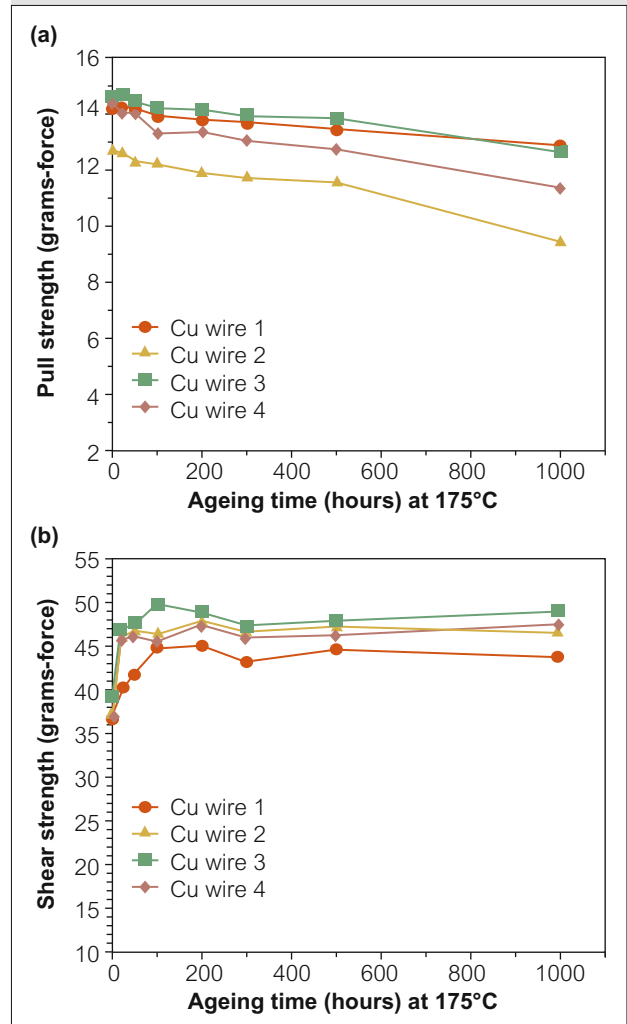 (a)
16
14
12
10
8
6
4
2
Pull strength (grams-force)
Cu wire 1
Cu wire 2
Cu wire 3
Cu wire 4
0 200 400 600 800 1000
Ageing time (hours) at 175°C
(b)
55
50
45
40
35
30
25
20
15
10
Shear strength (grams-force)
Cu wire 1
Cu wire 2
Cu wire 3
Cu wire 4
0 200 400 600 800 1000
Ageing time (hours) at 175°C